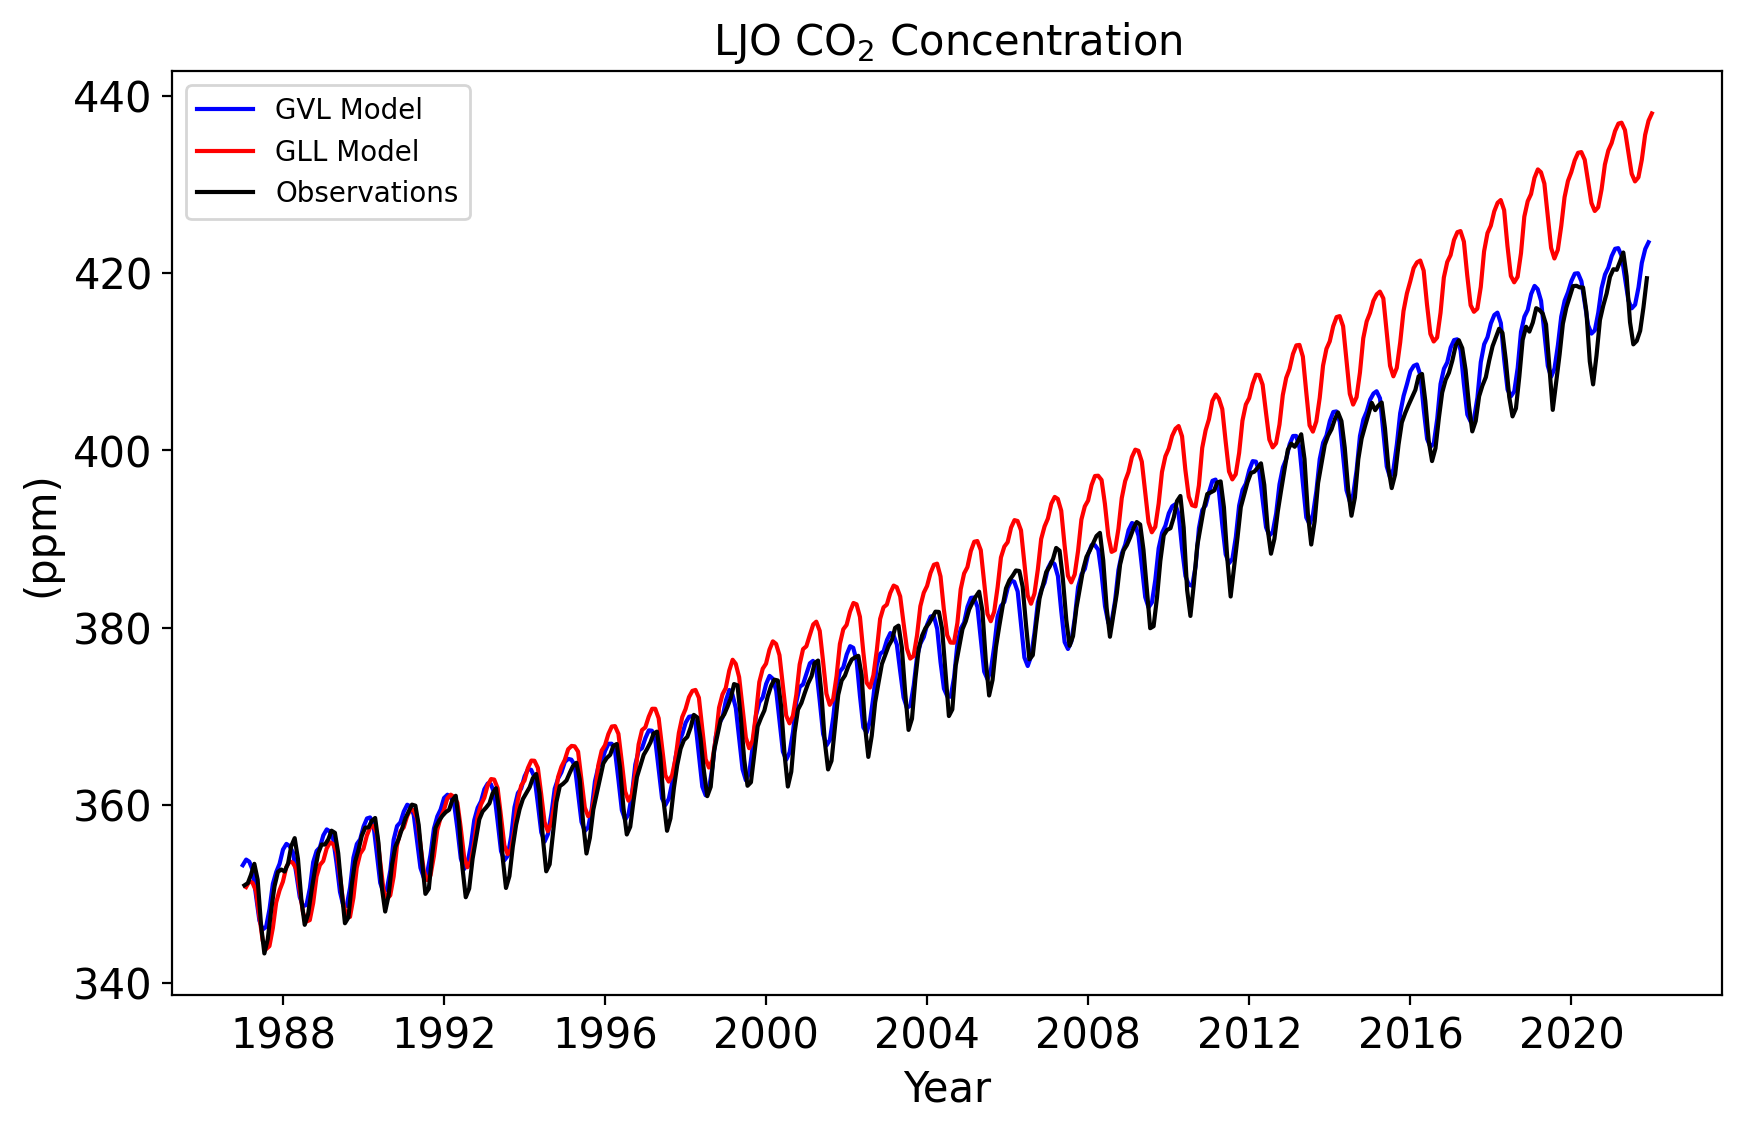 LJO CO₂ Concentration
GVL Model
GLL Model
Observations
440
420
400
380
360
340
(ppm)
1988 1992 1996 2000 2004 2008 2012 2016 2020
Year